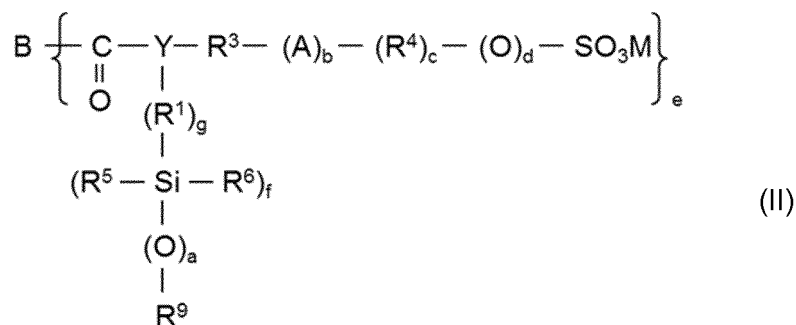 B — { C — Y — R³ — (A)b — (R⁴)c — (O)d — SO₃M }e
O
(R¹)g
(R⁵ — Si — R⁶)f
(II)
(O)a
R⁹